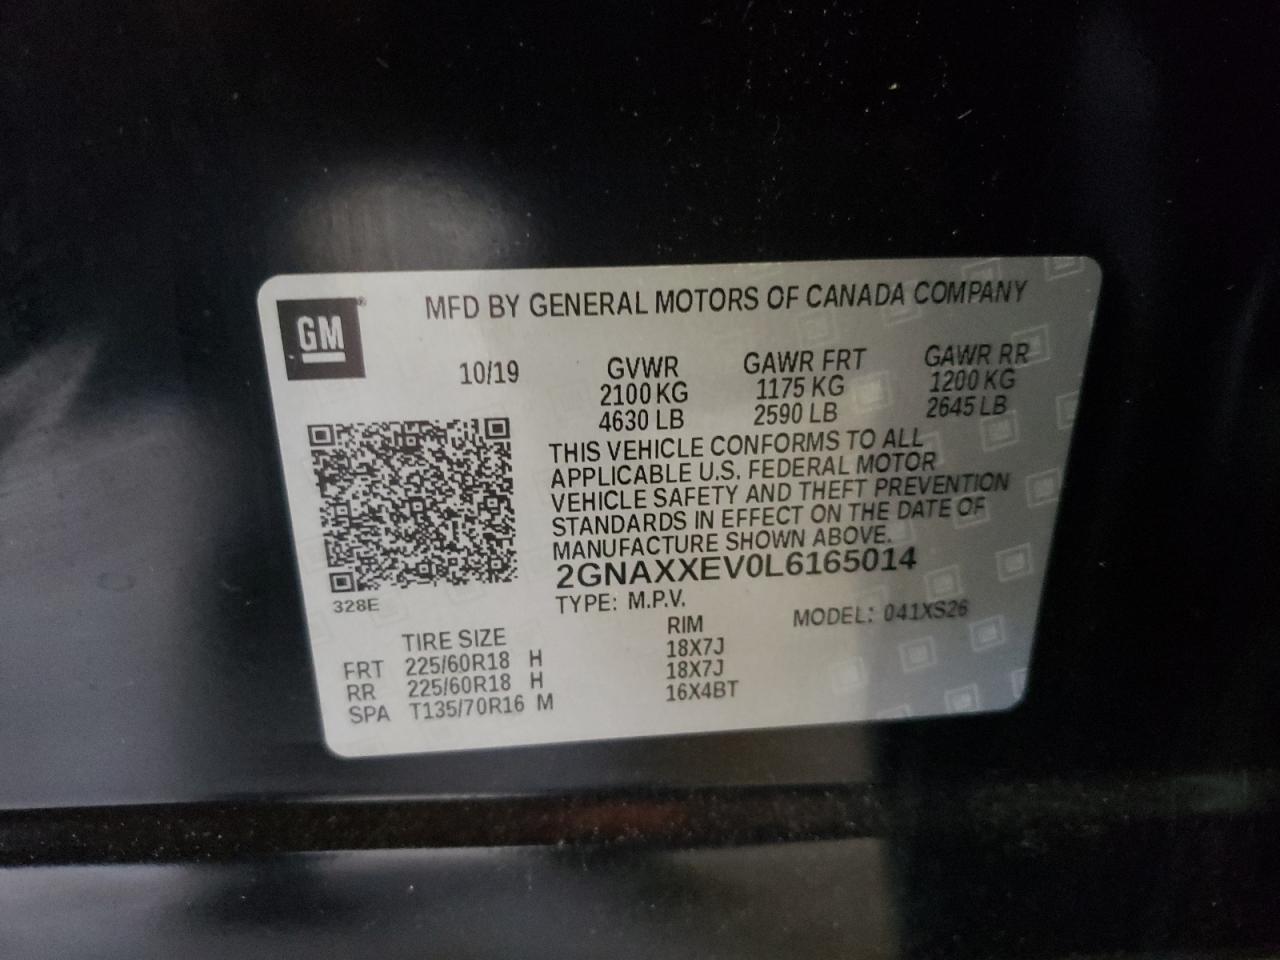 GM®
MFD BY GENERAL MOTORS OF CANADA COMPANY
10/19
GVWR GAWR FRT GAWR RR
2100 KG 1175 KG 1200 KG
4630 LB 2590 LB 2645 LB
THIS VEHICLE CONFORMS TO ALL
APPLICABLE U.S. FEDERAL MOTOR
VEHICLE SAFETY AND THEFT PREVENTION
STANDARDS IN EFFECT ON THE DATE OF
MANUFACTURE SHOWN ABOVE.
2GNAXXEV0L6165014
TYPE: M.P.V. MODEL: 041XS26
328E
TIRE SIZE RIM
FRT 225/60R18 H 18X7J
RR 225/60R18 H 18X7J
SPA T135/70R16 M 16X4BT